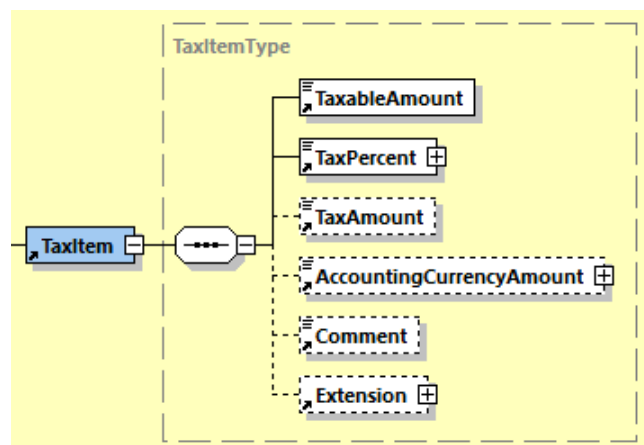 TaxItemType
TaxableAmount
TaxPercent
TaxAmount
TaxItem
AccountingCurrencyAmount
Comment
Extension